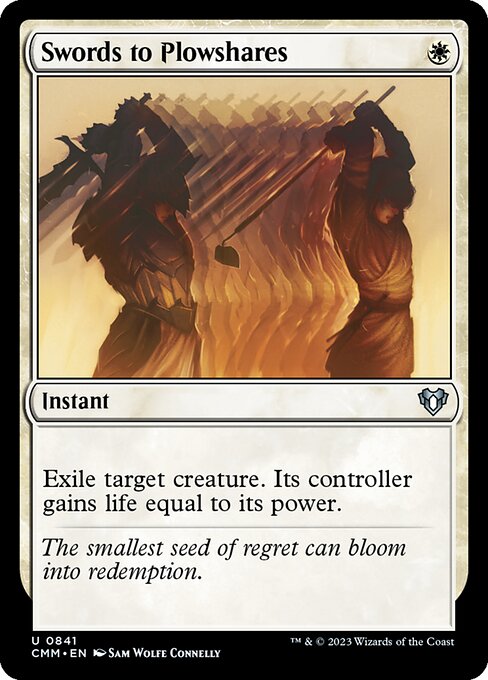 Swords to Plowshares
Instant
Exile target creature. Its controller
gains life equal to its power.
The smallest seed of regret can bloom
into redemption.
U 0841
™ & © 2023 Wizards of the Coast
CMM • EN Sam Wolfe Connelly